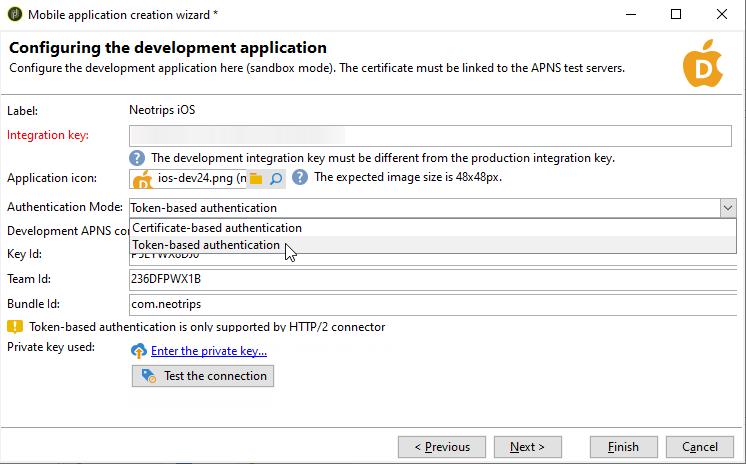 Mobile application creation wizard *
Configuring the development application
Configure the development application here (sandbox mode). The certificate must be linked to the APNS test servers.
D
Label: Neotrips iOS
Integration key:
? The development integration key must be different from the production integration key.
Application icon: ios-dev24.png (n ? The expected image size is 48x48px.
Authentication Mode: Token-based authentication
Certificate-based authentication
Development APNS con
Token-based authentication
Key Id:
Team Id: 236DFPWX1B
Bundle Id: com.neotrips
! Token-based authentication is only supported by HTTP/2 connector
Private key used: Enter the private key...
Test the connection
< Previous Next > Finish Cancel